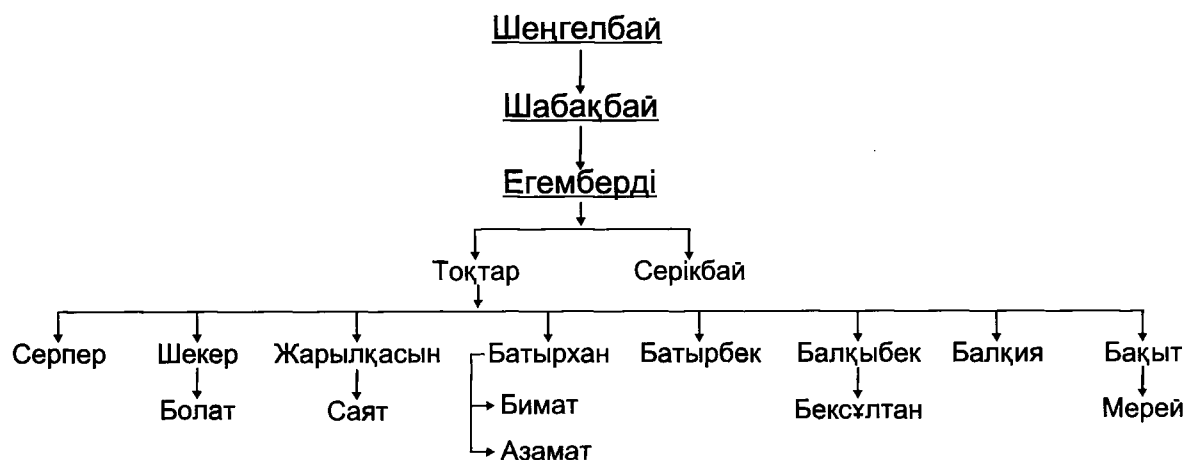 Шеңгелбай
Шабақбай
Егемберді
Тоқтар Серікбай
Серпер Шекер Жарылқасын Батырхан Батырбек Балқыбек Балқия Бақыт
Болат Саят Бимат Бексұлтан Мерей
Азамат